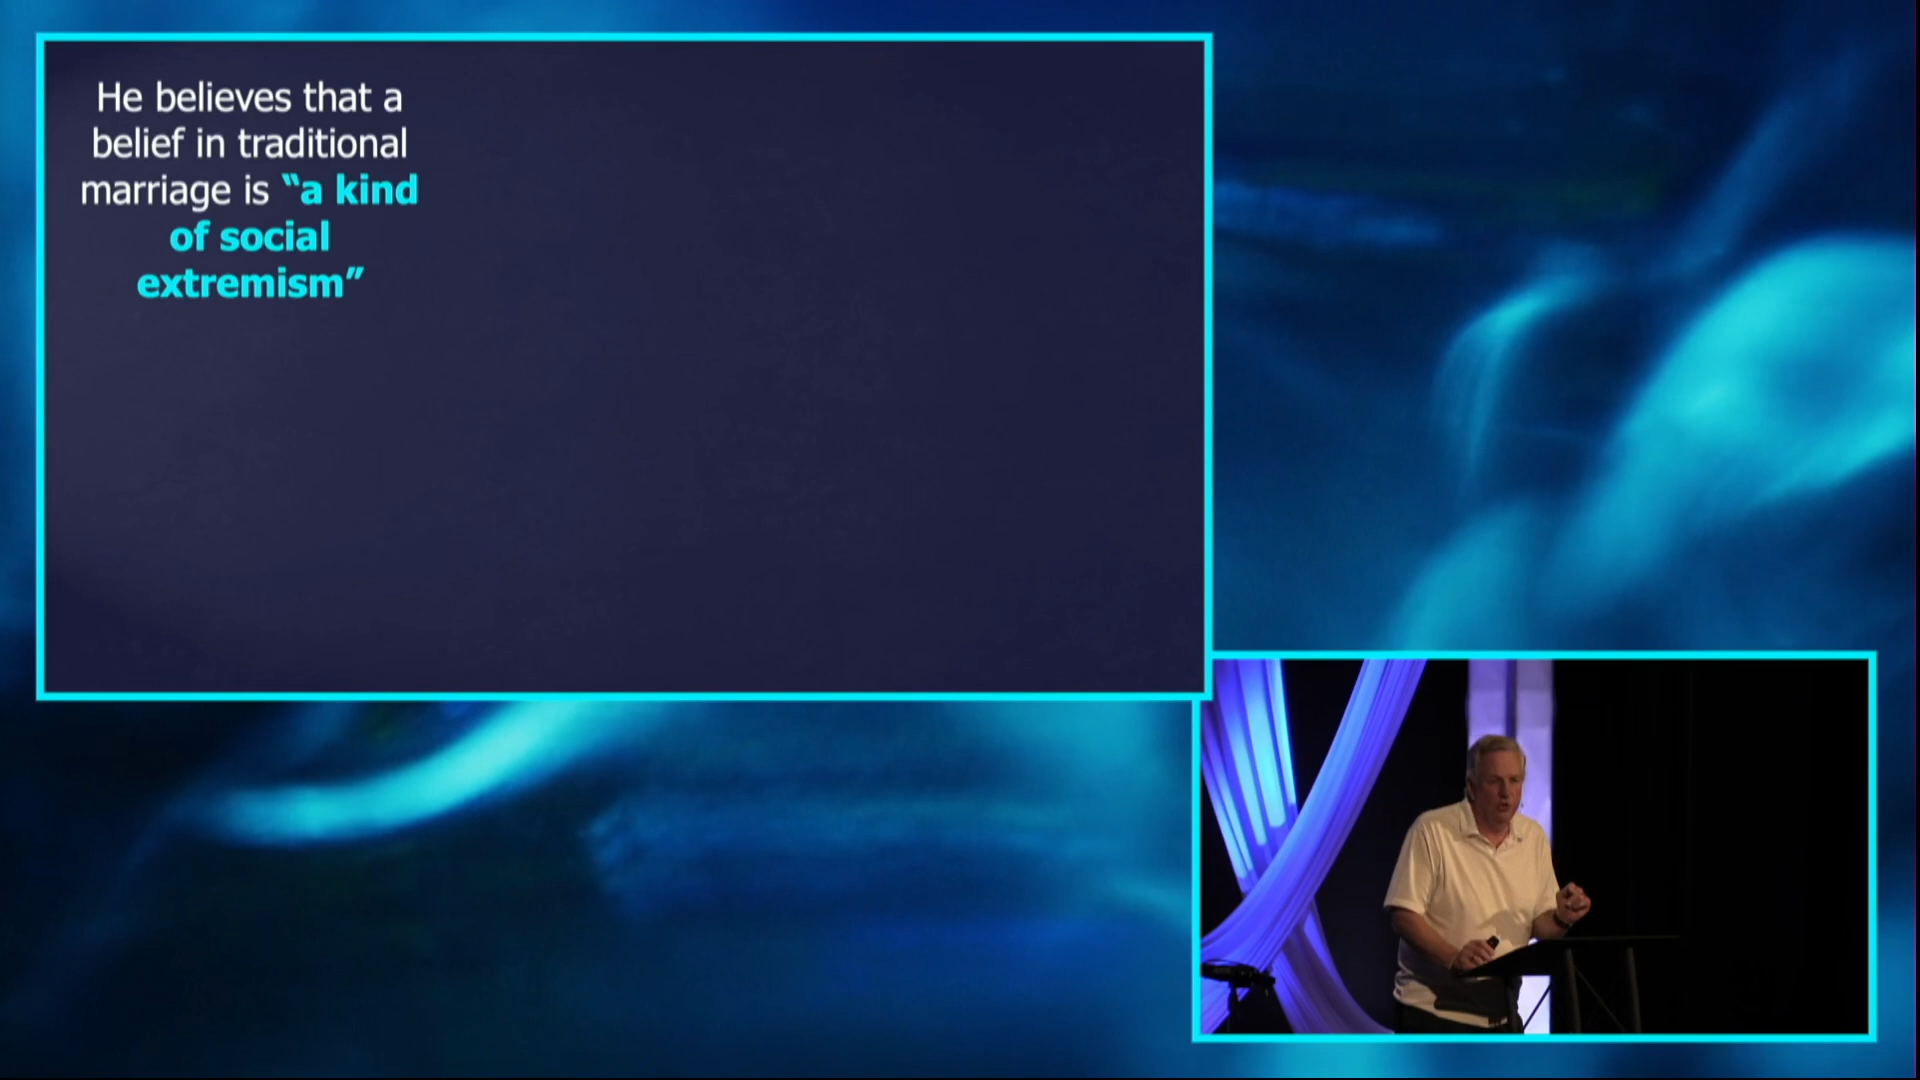 He believes that a
belief in traditional
marriage is “a kind
of social
extremism”